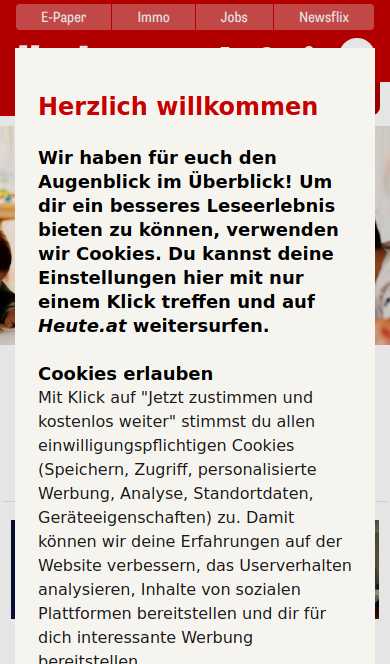 E-Paper
Immo
Jobs
Newsflix
Herzlich willkommen
Wir haben für euch den
Augenblick im Überblick! Um
dir ein besseres Leseerlebnis
bieten zu können, verwenden
wir Cookies. Du kannst deine
Einstellungen hier mit nur
einem Klick treffen und auf
Heute.at weitersurfen.
Cookies erlauben
Mit Klick auf "Jetzt zustimmen und
kostenlos weiter" stimmst du allen
einwilligungspflichtigen Cookies
(Speichern, Zugriff, personalisierte
Werbung, Analyse, Standortdaten,
Geräteeigenschaften) zu. Damit
können wir deine Erfahrungen auf der
Website verbessern, das Userverhalten
analysieren, Inhalte von sozialen
Plattformen bereitstellen und dir für
dich interessante Werbung
bereitstellen